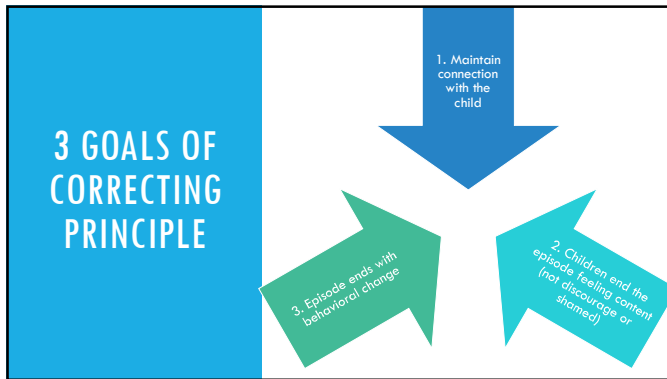 3 GOALS OF
CORRECTING
PRINCIPLE
1. Maintain
connection
with the
child
2. Children end the
episode feeling content
(not discourage or
shamed)
3. Episode ends with
behavioral change